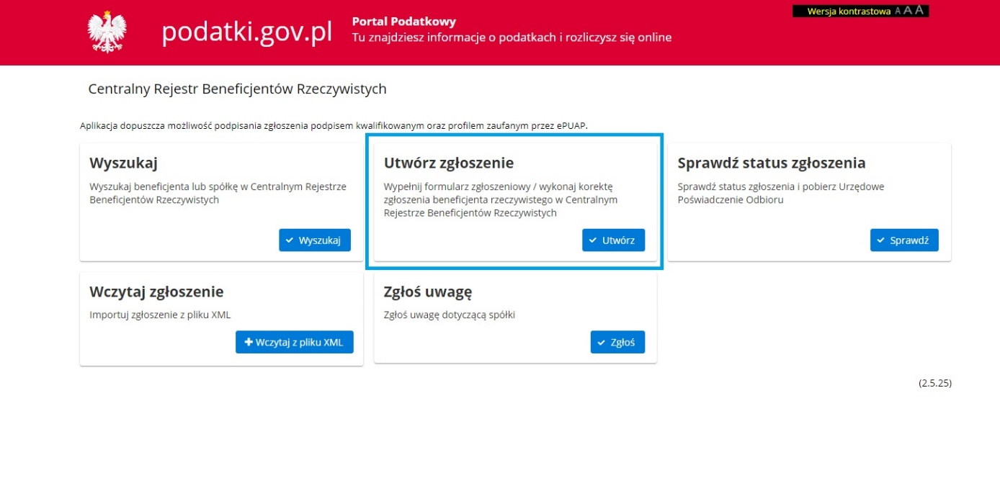 Wersja kontrastowa A A A
podatki.gov.pl
Portal Podatkowy
Tu znajdziesz informacje o podatkach i rozliczysz się online
Centralny Rejestr Beneficjentów Rzeczywistych
Aplikacja dopuszcza możliwość podpisania zgłoszenia podpisem kwalifikowanym oraz profilem zaufanym przez ePUAP.
Wyszukaj
Wyszukaj beneficjenta lub spółkę w Centralnym Rejestrze
Beneficjentów Rzeczywistych
Wyszukaj
Utwórz zgłoszenie
Wypełnij formularz zgłoszeniowy / wykonaj korektę
zgłoszenia beneficjenta rzeczywistego w Centralnym
Rejestrze Beneficjentów Rzeczywistych
Utwórz
Sprawdź status zgłoszenia
Sprawdź status zgłoszenia i pobierz Urzędowe
Poświadczenie Odbioru
Sprawdź
Wczytaj zgłoszenie
Importuj zgłoszenie z pliku XML
Wczytaj z pliku XML
Zgłoś uwagę
Zgłoś uwagę dotyczącą spółki
Zgłoś
(2.5.25)